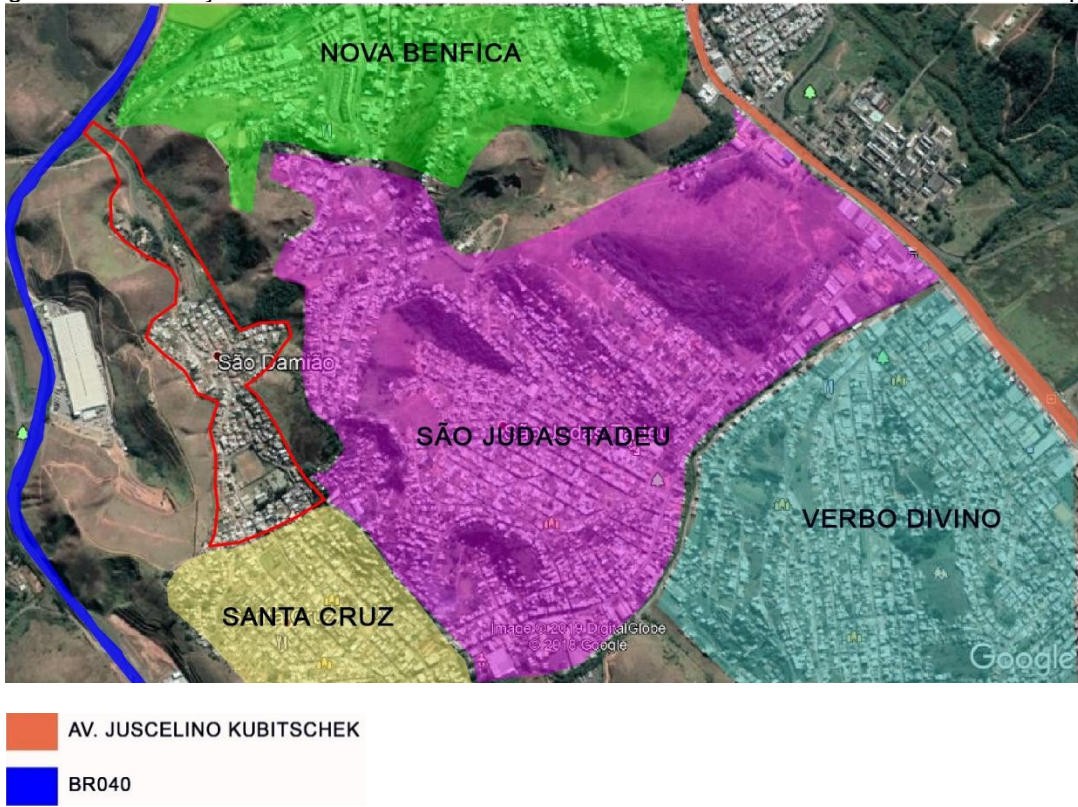 NOVA BENFICA
São Damião
SÃO JUDAS TADEU
VERBO DIVINO
SANTA CRUZ
Image © 2019 DigitalGlobe
© 2018 Google
Google
AV. JUSCELINO KUBITSCHEK
BR040